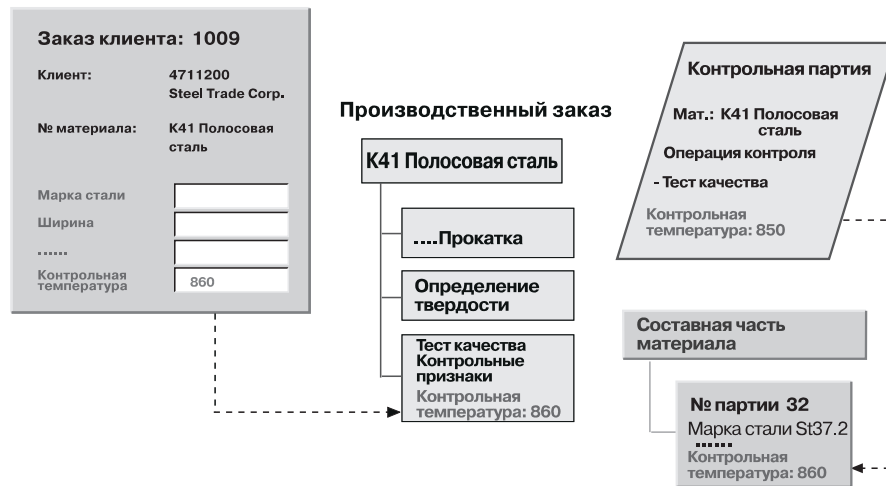 Заказ клиента: 1009
Клиент: 4711200
Steel Trade Corp.
№ материала: К41 Полосовая
сталь
Марка стали
Ширина
......
Контрольная
температура 860
Производственный заказ
К41 Полосовая сталь
....Прокатка
Определение
твердости
Тест качества
Контрольные
признаки
Контрольная
температура: 860
Контрольная партия
Мат.: К41 Полосовая
сталь
Операция контроля
- Тест качества
Контрольная
температура: 850
Составная часть
материала
№ партии 32
Марка стали St37.2
......
Контрольная
температура: 860